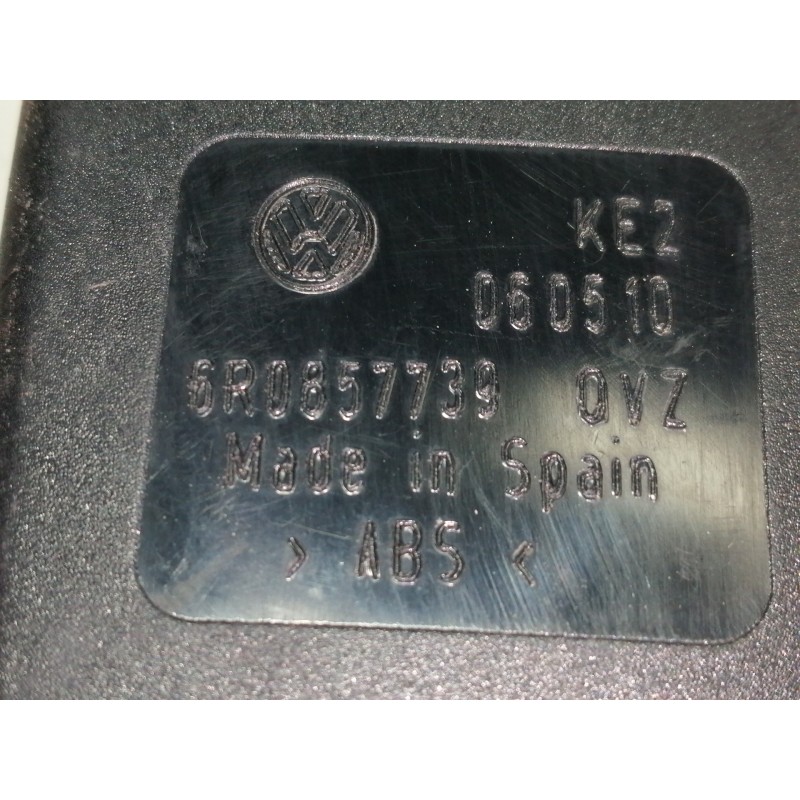 KE2
060510
6R0857739 QVZ
Made in Spain
> ABS <